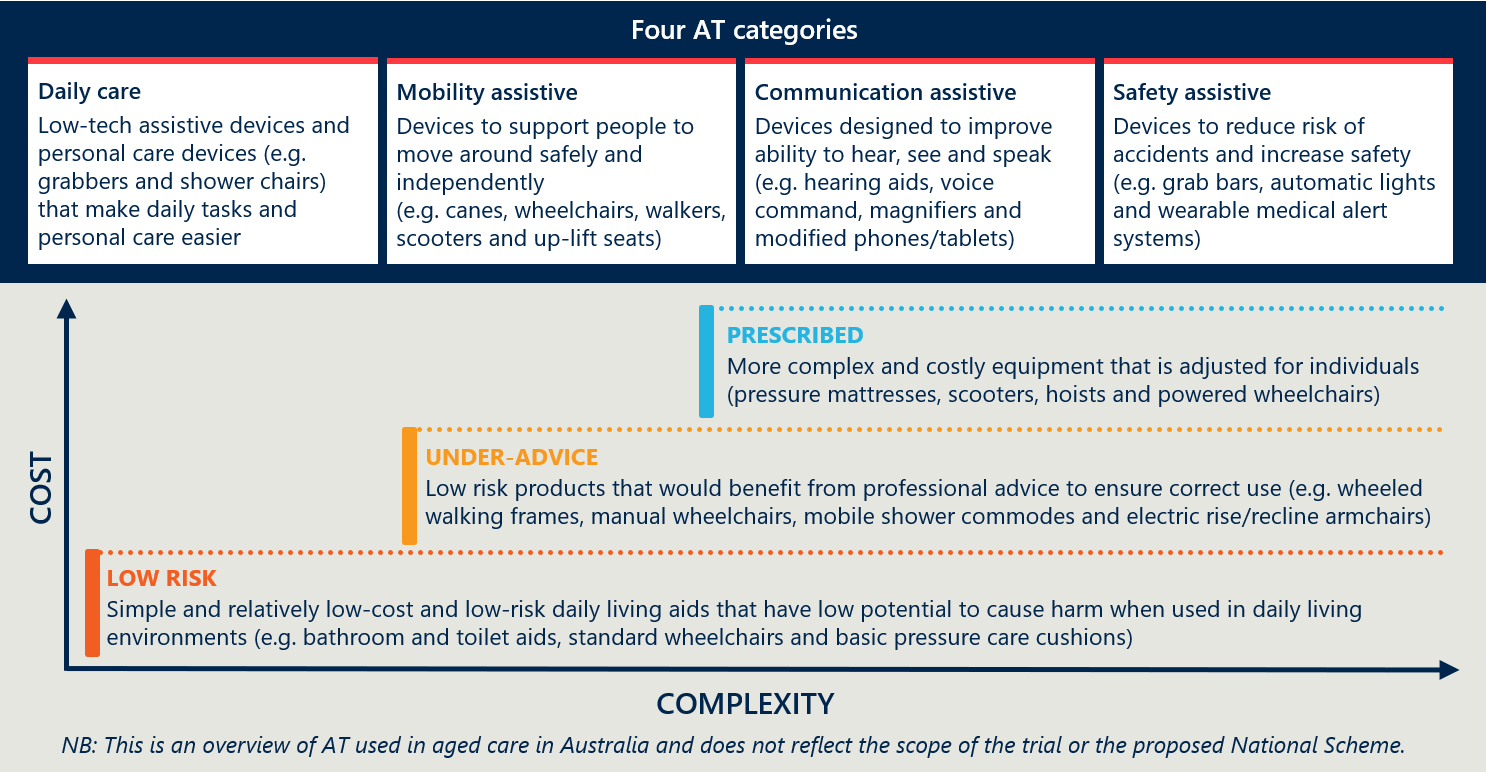 Four AT categories
Daily care
Low-tech assistive devices and
personal care devices (e.g.
grabbers and shower chairs)
that make daily tasks and
personal care easier
Mobility assistive
Devices to support people to
move around safely and
independently
(e.g. canes, wheelchairs, walkers,
scooters and up-lift seats)
Communication assistive
Devices designed to improve
ability to hear, see and speak
(e.g. hearing aids, voice
command, magnifiers and
modified phones/tablets)
Safety assistive
Devices to reduce risk of
accidents and increase safety
(e.g. grab bars, automatic lights
and wearable medical alert
systems)
PRESCRIBED
More complex and costly equipment that is adjusted for individuals
(pressure mattresses, scooters, hoists and powered wheelchairs)
UNDER-ADVICE
Low risk products that would benefit from professional advice to ensure correct use (e.g. wheeled
walking frames, manual wheelchairs, mobile shower commodes and electric rise/recline armchairs)
LOW RISK
Simple and relatively low-cost and low-risk daily living aids that have low potential to cause harm when used in daily living
environments (e.g. bathroom and toilet aids, standard wheelchairs and basic pressure care cushions)
COST
COMPLEXITY
NB: This is an overview of AT used in aged care in Australia and does not reflect the scope of the trial or the proposed National Scheme.